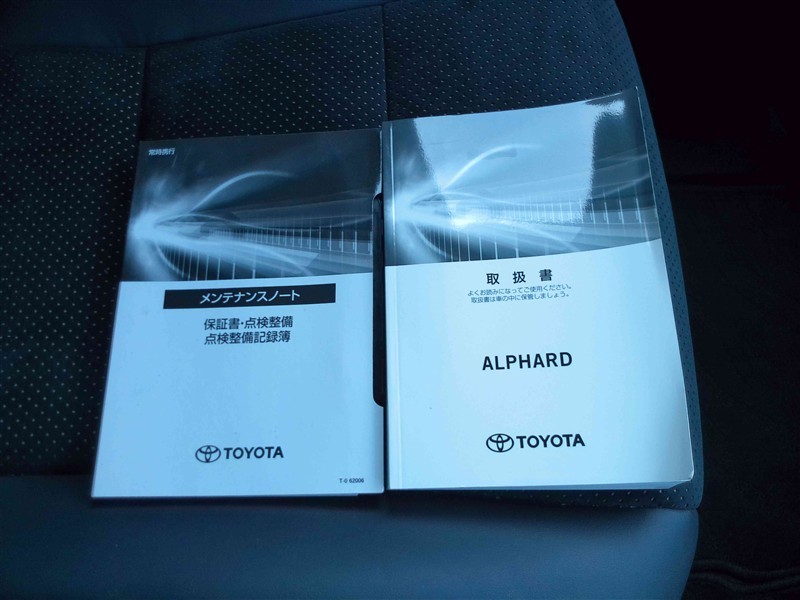 常時携行
メンテナンスノート
保証書・点検整備
点検整備記録簿
TOYOTA
T-0 62006
取扱書
よくお読みになってご使用ください。
取扱書は車の中に保管しましょう。
ALPHARD
TOYOTA